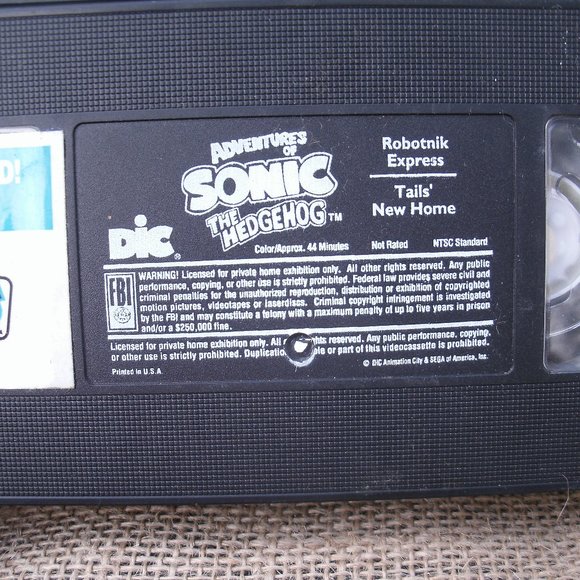 D!
ADVENTURES
OF
SONIC
THE
HEDGEHOG™
Robotnik
Express
Tails'
New Home
DiC®
Color/Approx. 44 Minutes Not Rated NTSC Standard
FBI
WARNING! Licensed for private home exhibition only. All other rights reserved. Any public
performance, copying, or other use is strictly prohibited. Federal law provides severe civil and
criminal penalties for the unauthorized reproduction, distribution or exhibition of copyrighted
motion pictures, videotapes or laserdiscs. Criminal copyright infringement is investigated
by the FBI and may constitute a felony with a maximum penalty of up to five years in prison
and/or a $250,000 fine.
Licensed for private home exhibition only. All rights reserved. Any public performance, copying,
or other use is strictly prohibited. Duplication of this or part of this videocassette is prohibited.
Printed in U.S.A.
© DIC Animation City & SEGA of America, Inc.